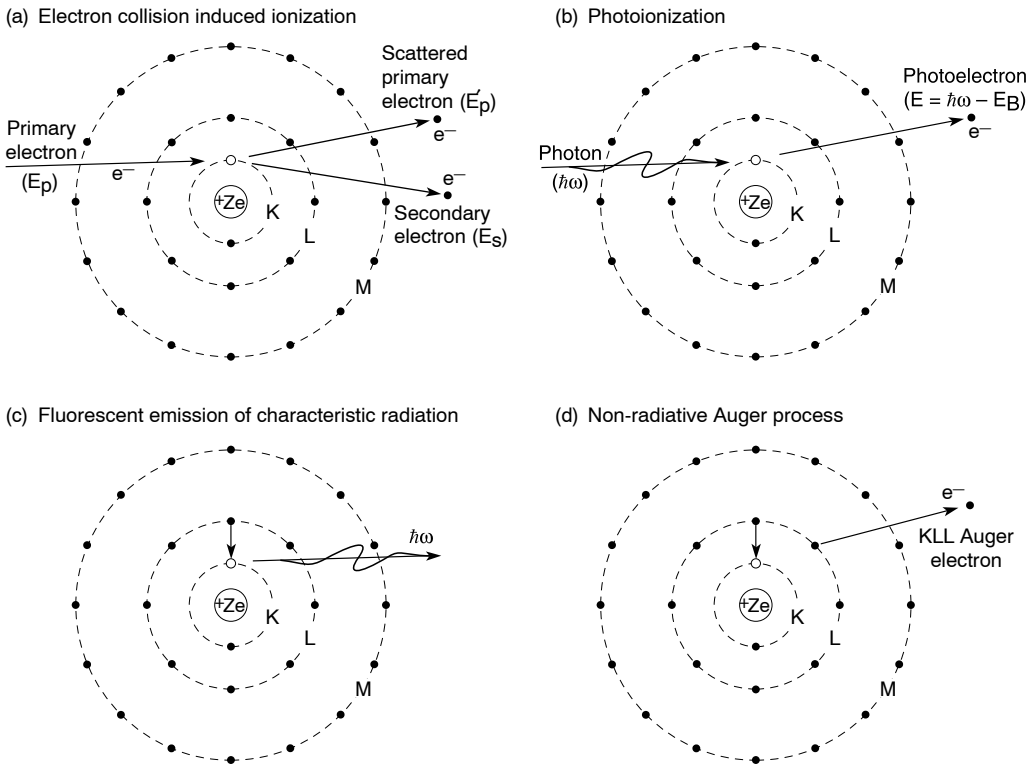 (a) Electron collision induced ionization
Scattered
primary
electron (E′p)
e–
Primary
electron
(Ep)
e–
e–
Secondary
electron (Es)
+Ze
K
L
M
(b) Photoionization
Photoelectron
(E = ħω – EB)
e–
Photon
(ħω)
+Ze
K
L
M
(c) Fluorescent emission of characteristic radiation
ħω
+Ze
K
L
M
(d) Non-radiative Auger process
e–
KLL Auger
electron
+Ze
K
L
M